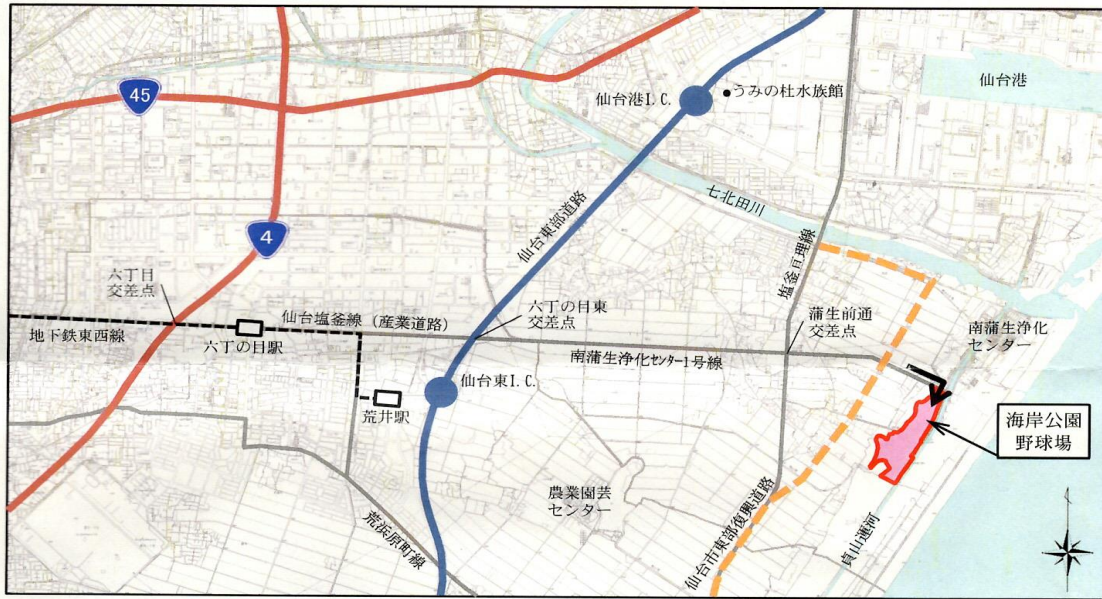 45
仙台港I.C.
うみの杜水族館
仙台港
七北田川
4
仙台東部道路
塩釜亘理線
六丁目
交差点
仙台塩釜線（産業道路）
六丁の目東
交差点
蒲生前通
交差点
南蒲生浄化
センター
地下鉄東西線
六丁の目駅
南蒲生浄化センター1号線
仙台東I.C.
荒井駅
海岸公園
野球場
農業園芸
センター
荒浜原町線
仙台市東部復興道路
貞山運河